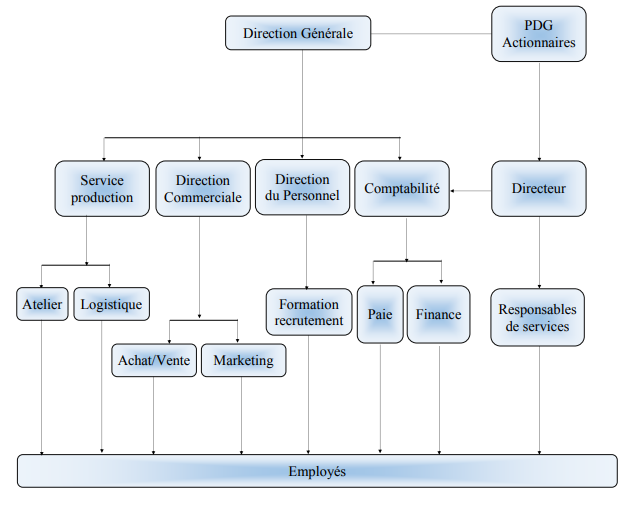 Direction Générale
PDG
Actionnaires
Service
production
Direction
Commerciale
Direction
du Personnel
Comptabilité
Directeur
Atelier
Logistique
Formation
recrutement
Paie
Finance
Responsables
de services
Achat/Vente
Marketing
Employés